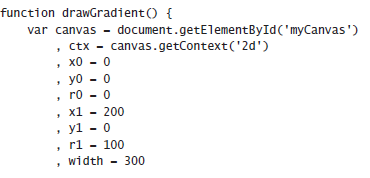 function drawGradient() {
    var canvas = document.getElementById('myCanvas')
        , ctx = canvas.getContext('2d')
        , x0 = 0
        , y0 = 0
        , r0 = 0
        , x1 = 200
        , y1 = 0
        , r1 = 100
        , width = 300